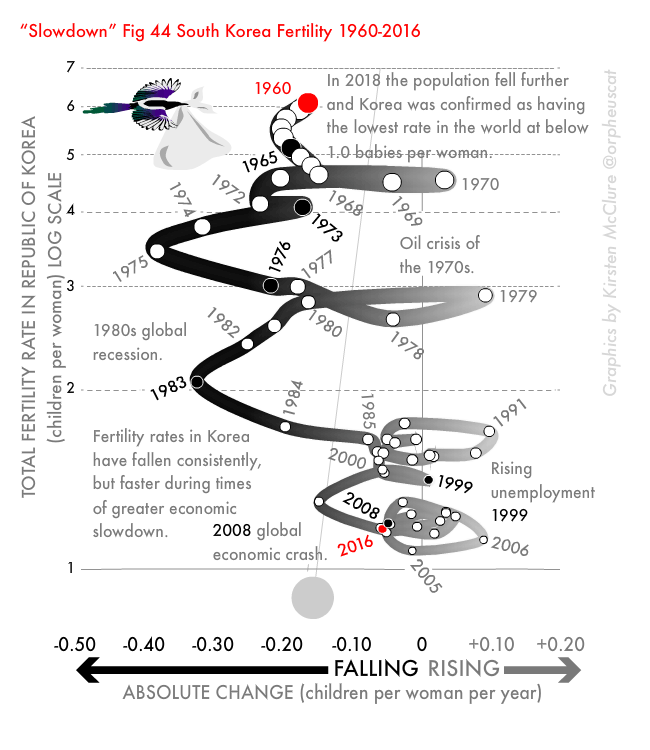 “Slowdown” Fig 44 South Korea Fertility 1960-2016
7
6
5
4
3
2
1
TOTAL FERTILITY RATE IN REPUBLIC OF KOREA
(children per woman) LOG SCALE
In 2018 the population fell further
and Korea was confirmed as having
the lowest rate in the world at below
1.0 babies per woman.
Graphics by Kirsten McClure @orpheuscat
1960
1965
1968
1969
1970
1972
1973
1974
1975
1976
1977
Oil crisis of
the 1970s.
1978
1979
1980
1982
1980s global
recession.
1983
1984
1985
1991
Fertility rates in Korea
have fallen consistently,
but faster during times
of greater economic
slowdown.
2000
1999
Rising
unemployment
1999
2008
2008 global
economic crash.
2016
2006
2005
-0.50 -0.40 -0.30 -0.20 -0.10 0 +0.10 +0.20
FALLING RISING
ABSOLUTE CHANGE (children per woman per year)